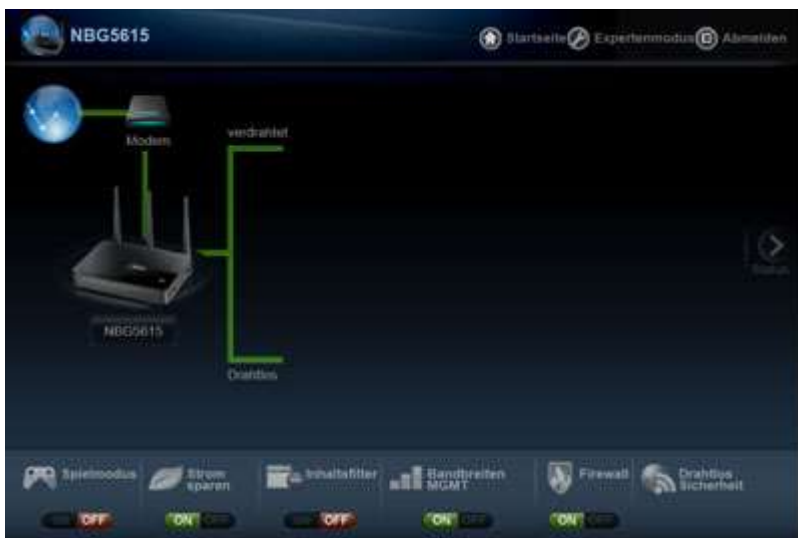 NBG5615
Startseite Expertenmodus Abmelden
Modem
verdrahtet
Status
NBG5615
Drahtlos
Spielmodus
Strom
sparen
Inhaltsfilter
Bandbreiten
MGMT
Firewall
Drahtlos
Sicherheit
OFF ON OFF ON ON